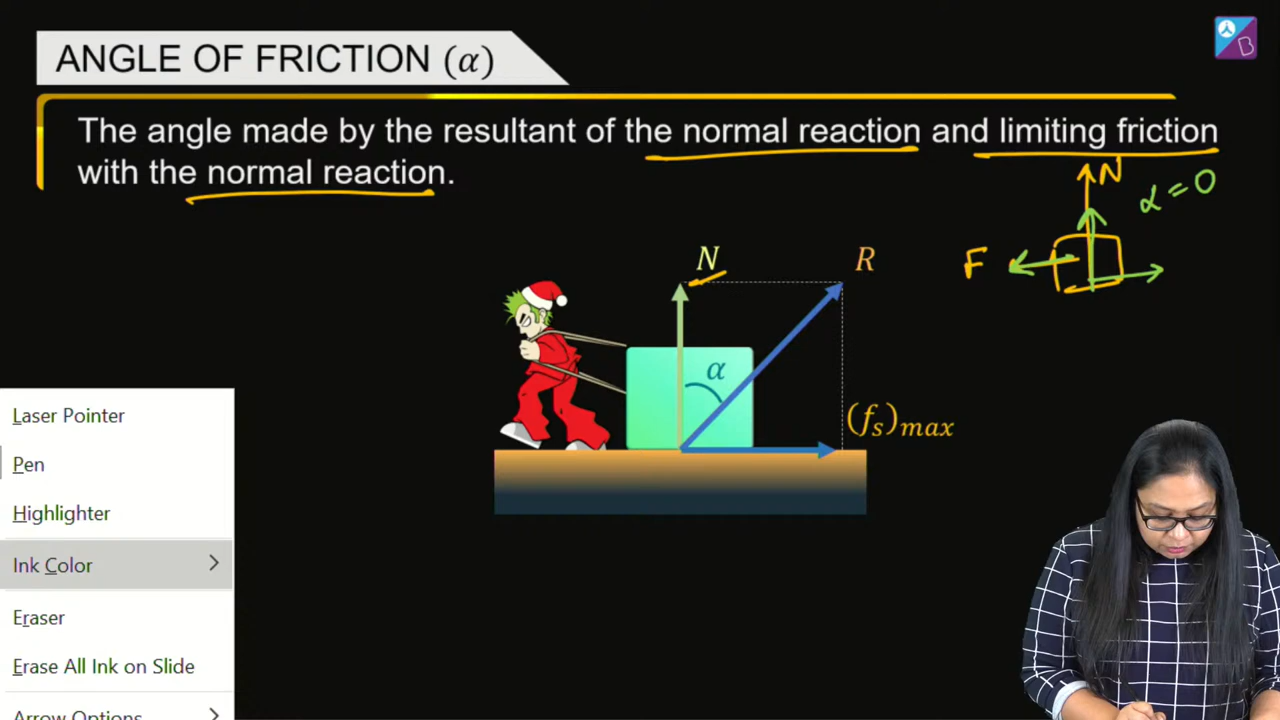 ANGLE OF FRICTION (α)
The angle made by the resultant of the normal reaction and limiting friction
with the normal reaction.
N
α = 0
F
N
R
α
(fₛ)ₘₐₓ
Laser Pointer
Pen
Highlighter
Ink Color
Eraser
Erase All Ink on Slide
Arrow Options
B